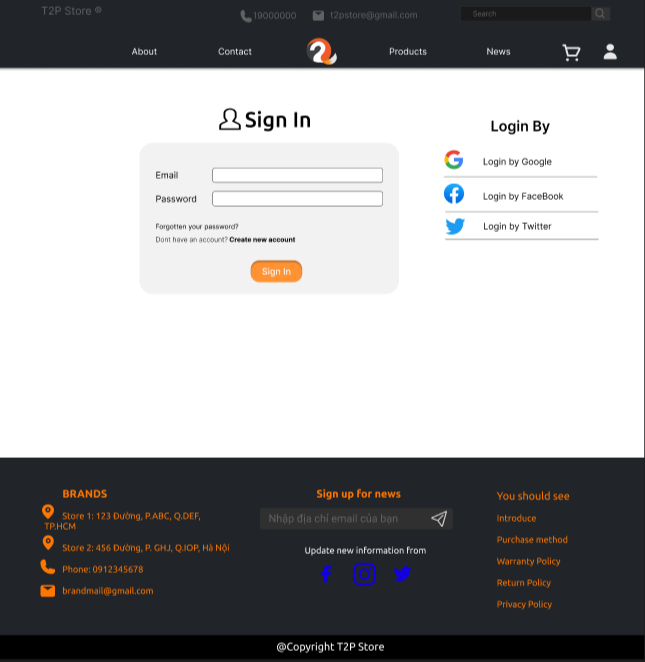 T2P Store ®
19000000
t2pstore@gmail.com
Search
About
Contact
Products
News
Sign In
Email
Password
Forgotten your password?
Dont have an account? Create new account
Sign In
Login By
Login by Google
Login by FaceBook
Login by Twitter
BRANDS
Store 1: 123 Đường, P.ABC, Q.DEF,
TP.HCM
Store 2: 456 Đường, P. GHJ, Q.IOP, Hà Nội
Phone: 0912345678
brandmail@gmail.com
Sign up for news
Nhập địa chỉ email của bạn
Update new information from
You should see
Introduce
Purchase method
Warranty Policy
Return Policy
Privacy Policy
@Copyright T2P Store